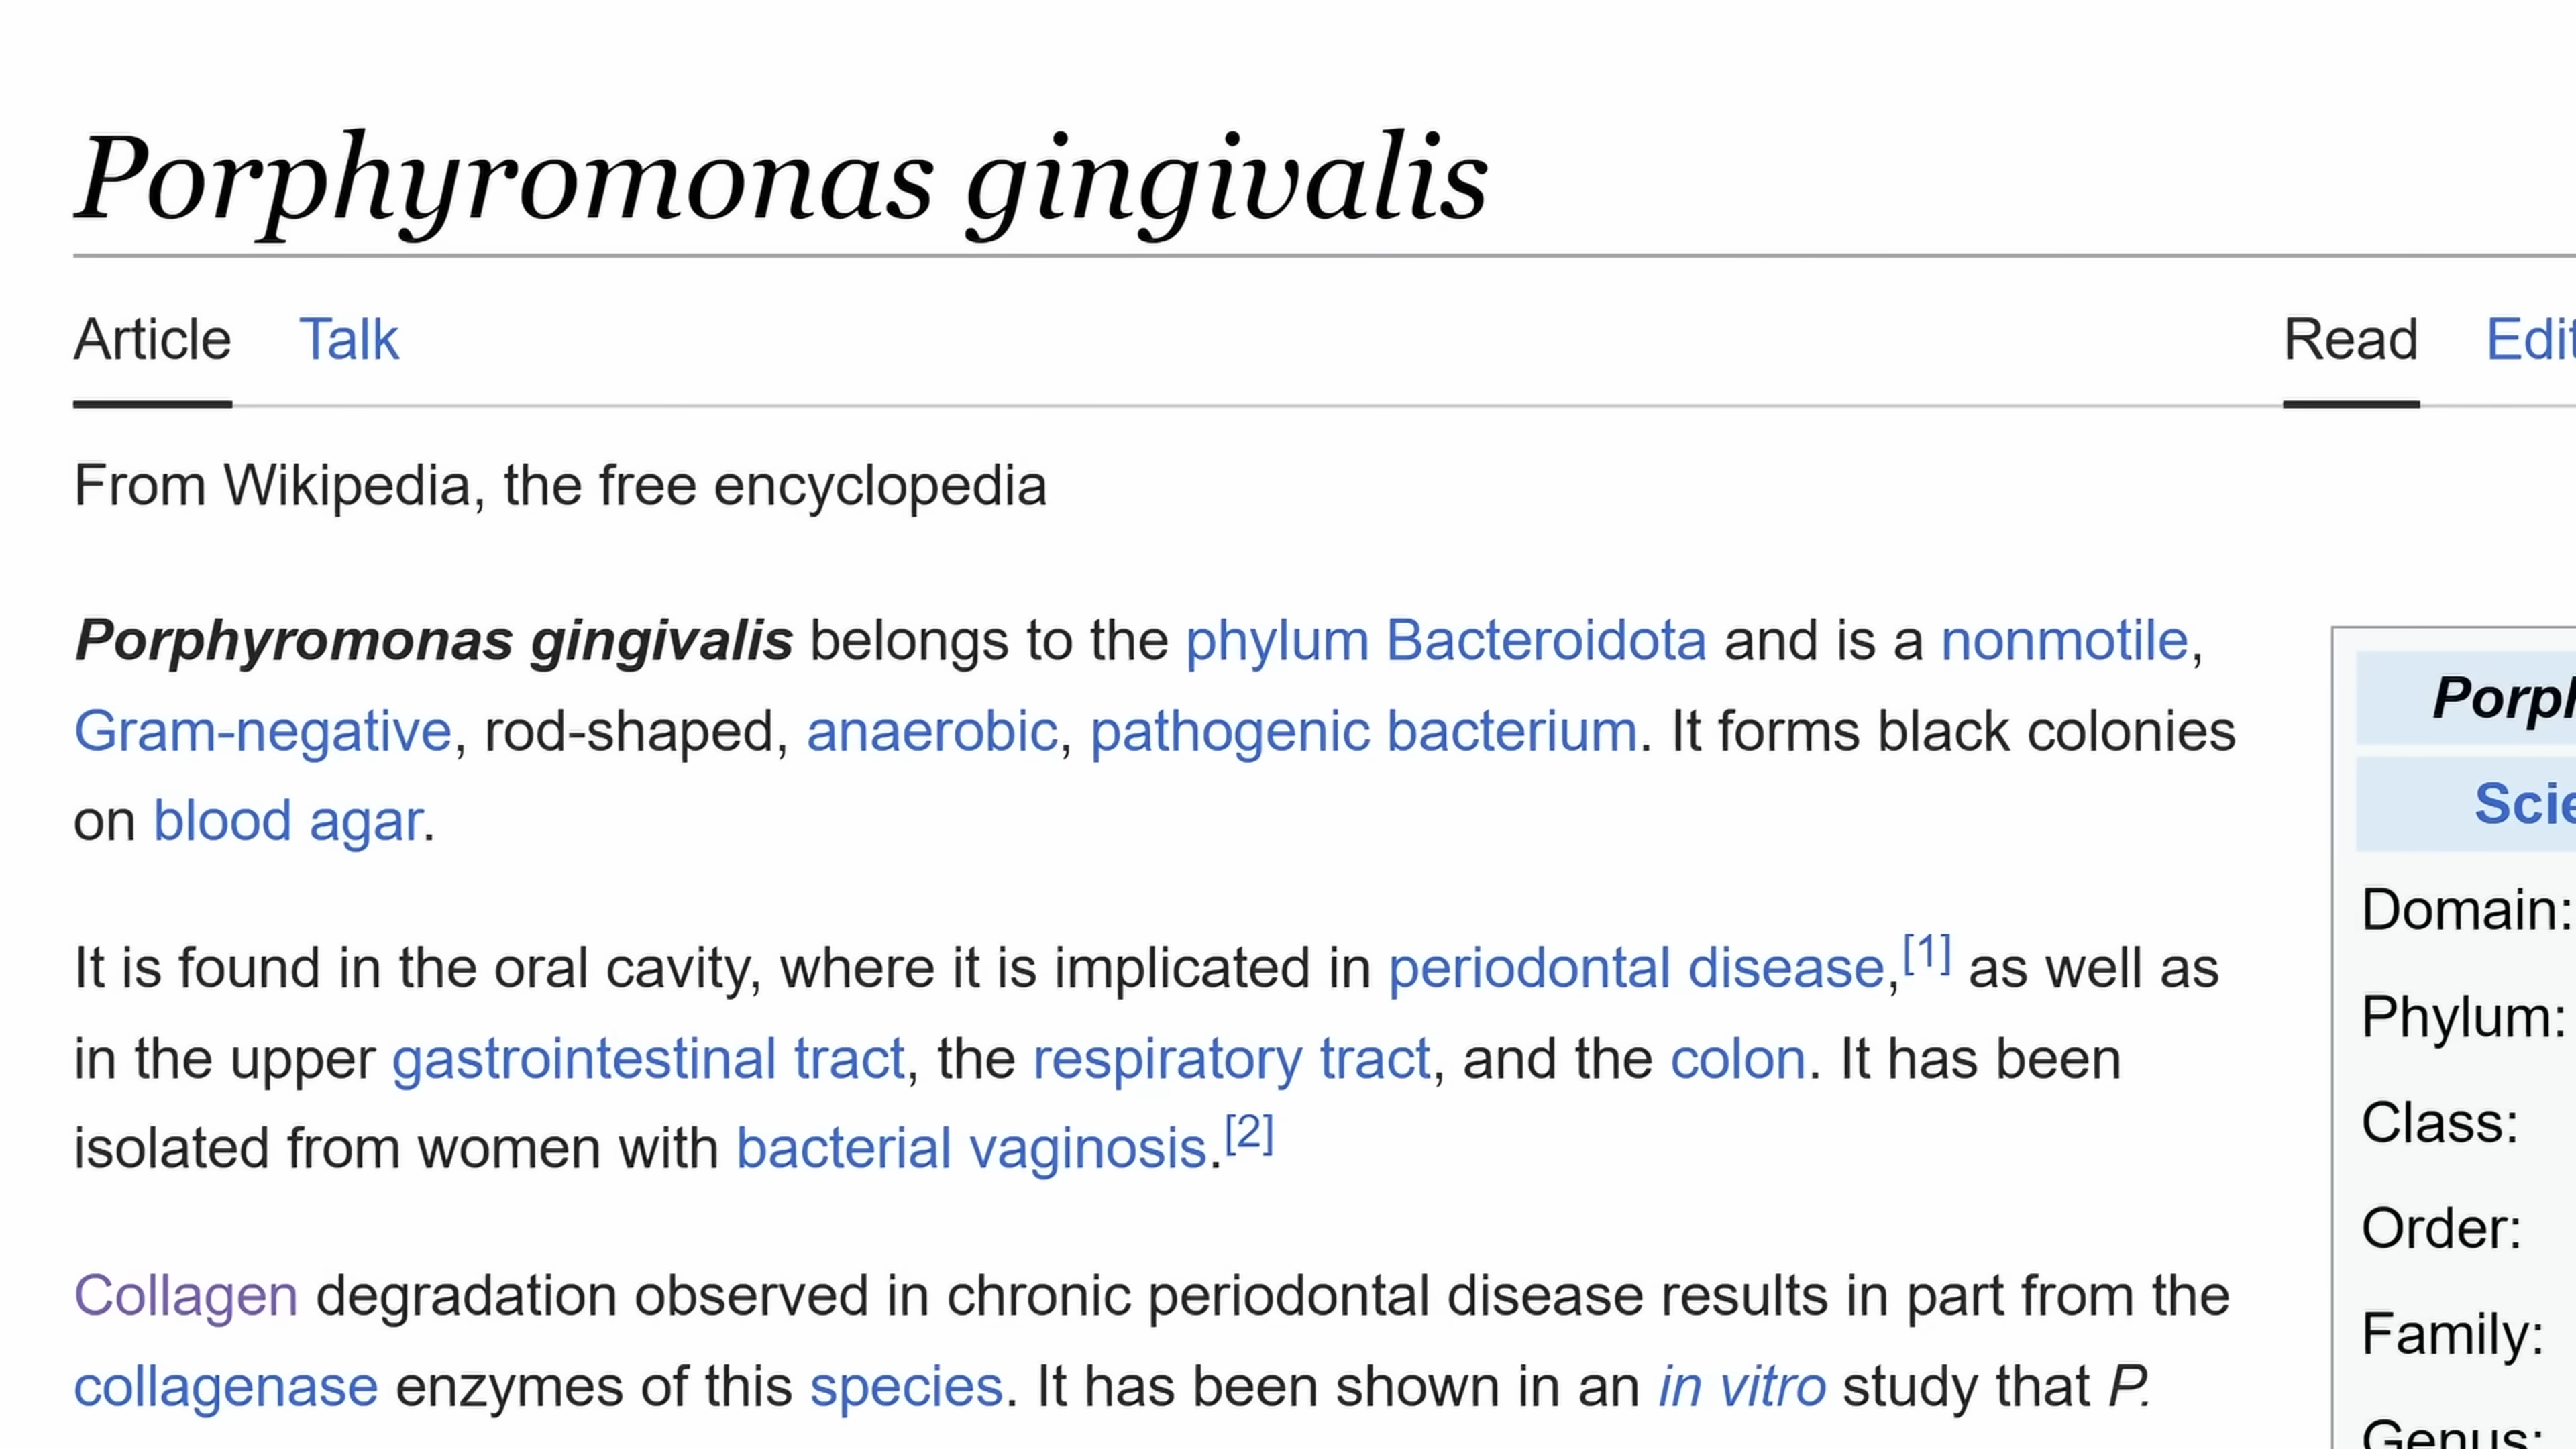 Porphyromonas gingivalis
Article Talk Read Edit
From Wikipedia, the free encyclopedia
Porphyromonas gingivalis belongs to the phylum Bacteroidota and is a nonmotile,
Gram-negative, rod-shaped, anaerobic, pathogenic bacterium. It forms black colonies
on blood agar.
It is found in the oral cavity, where it is implicated in periodontal disease,[1] as well as
in the upper gastrointestinal tract, the respiratory tract, and the colon. It has been
isolated from women with bacterial vaginosis.[2]
Collagen degradation observed in chronic periodontal disease results in part from the
collagenase enzymes of this species. It has been shown in an in vitro study that P.
Porph
Scie
Domain:
Phylum:
Class:
Order:
Family:
Genus: